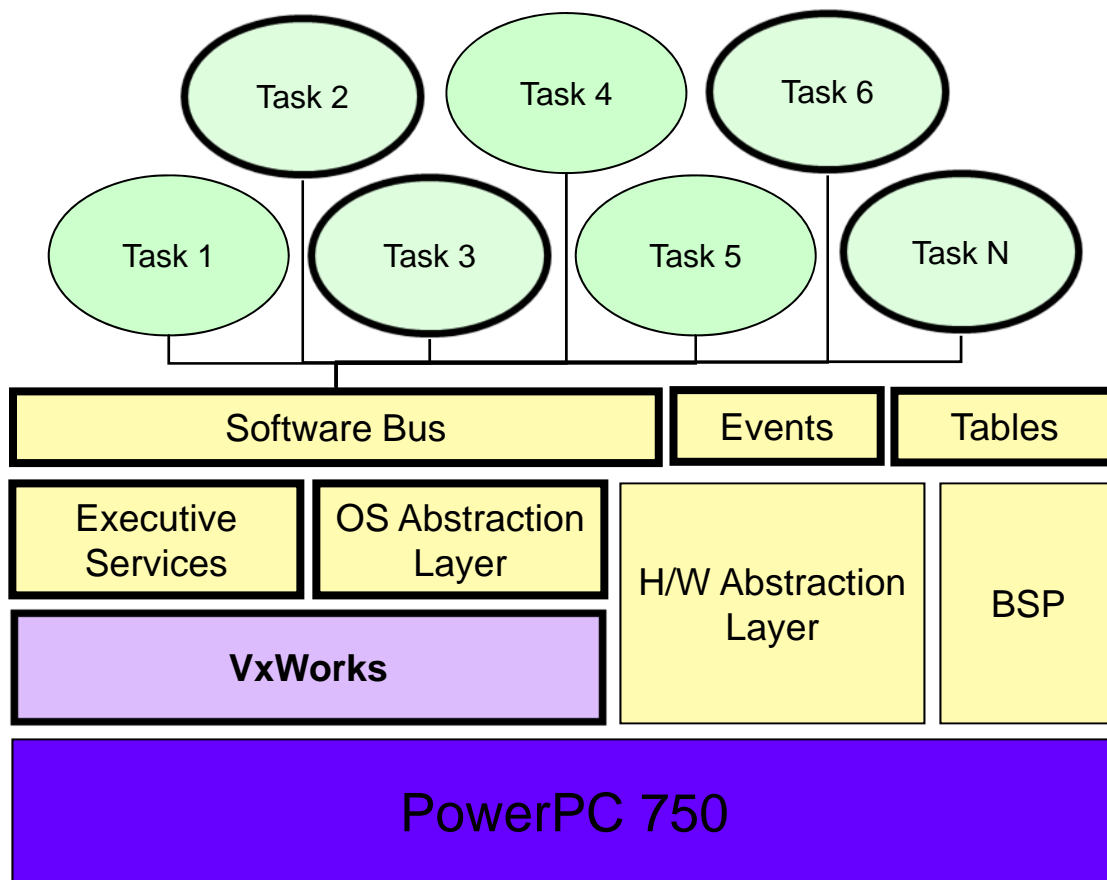 Task 2
Task 4
Task 6
Task 1
Task 3
Task 5
Task N
Software Bus
Events
Tables
Executive
Services
OS Abstraction
Layer
H/W Abstraction
Layer
BSP
VxWorks
PowerPC 750